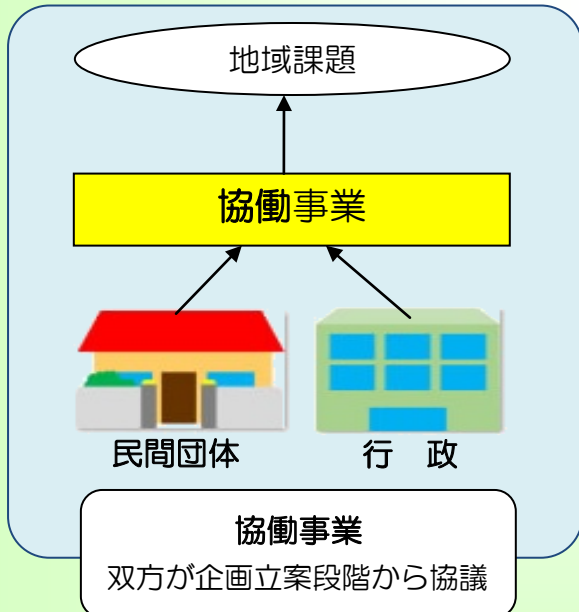 地域課題
協働事業
民間団体
行　政
協働事業
双方が企画立案段階から協議